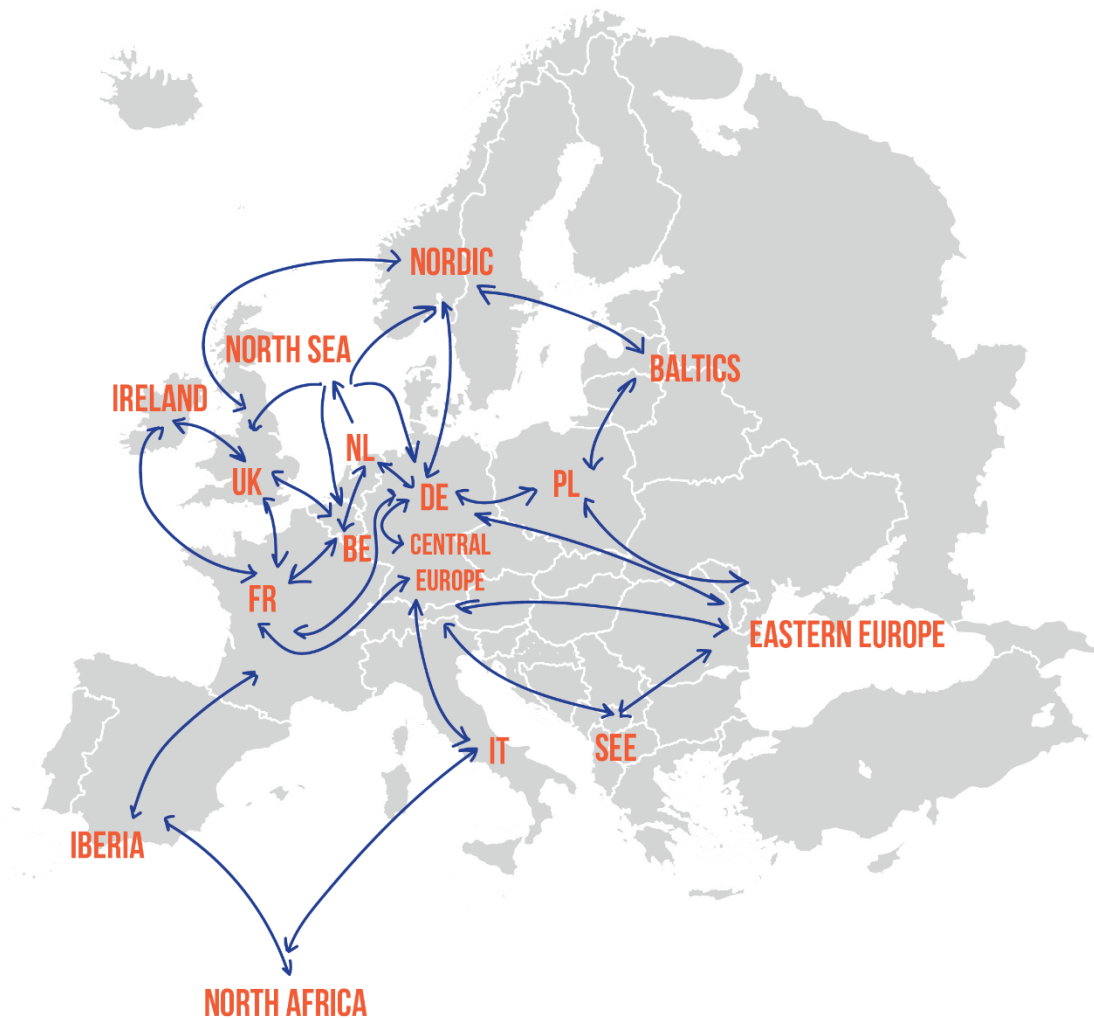 NORDIC
NORTH SEA
BALTICS
IRELAND
NL
UK
DE
PL
BE
CENTRAL
EUROPE
FR
EASTERN EUROPE
IT
SEE
IBERIA
NORTH AFRICA